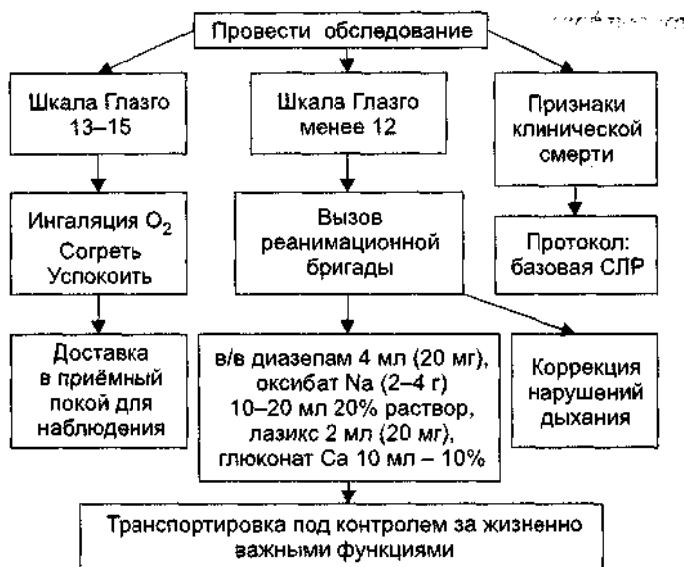 Провести обследование
Шкала Глазго
13–15
Шкала Глазго
менее 12
Признаки
клинической
смерти
Ингаляция O₂
Согреть
Успокоить
Вызов
реанимационной
бригады
Протокол:
базовая СЛР
Доставка
в приёмный
покой для
наблюдения
в/в диазепам 4 мл (20 мг),
оксибат Na (2–4 г)
10–20 мл 20% раствор,
лазикс 2 мл (20 мг),
глюконат Ca 10 мл – 10%
Коррекция
нарушений
дыхания
Транспортировка под контролем за жизненно
важными функциями